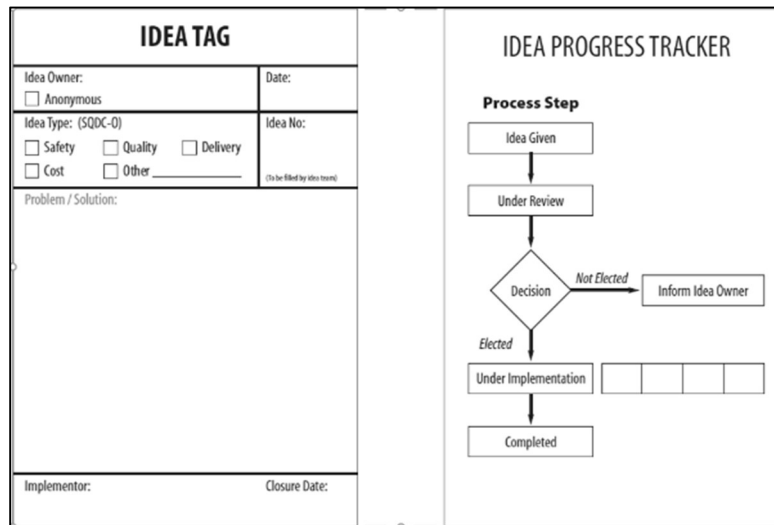 IDEA TAG
Idea Owner:
Anonymous
Date:
Idea Type: (SQDC-O)
Safety Quality Delivery
Cost Other
Idea No:
(To be filled by idea team)
Problem / Solution:
Implementor:
Closure Date:
IDEA PROGRESS TRACKER
Process Step
Idea Given
Under Review
Decision
Not Elected
Inform Idea Owner
Elected
Under Implementation
Completed